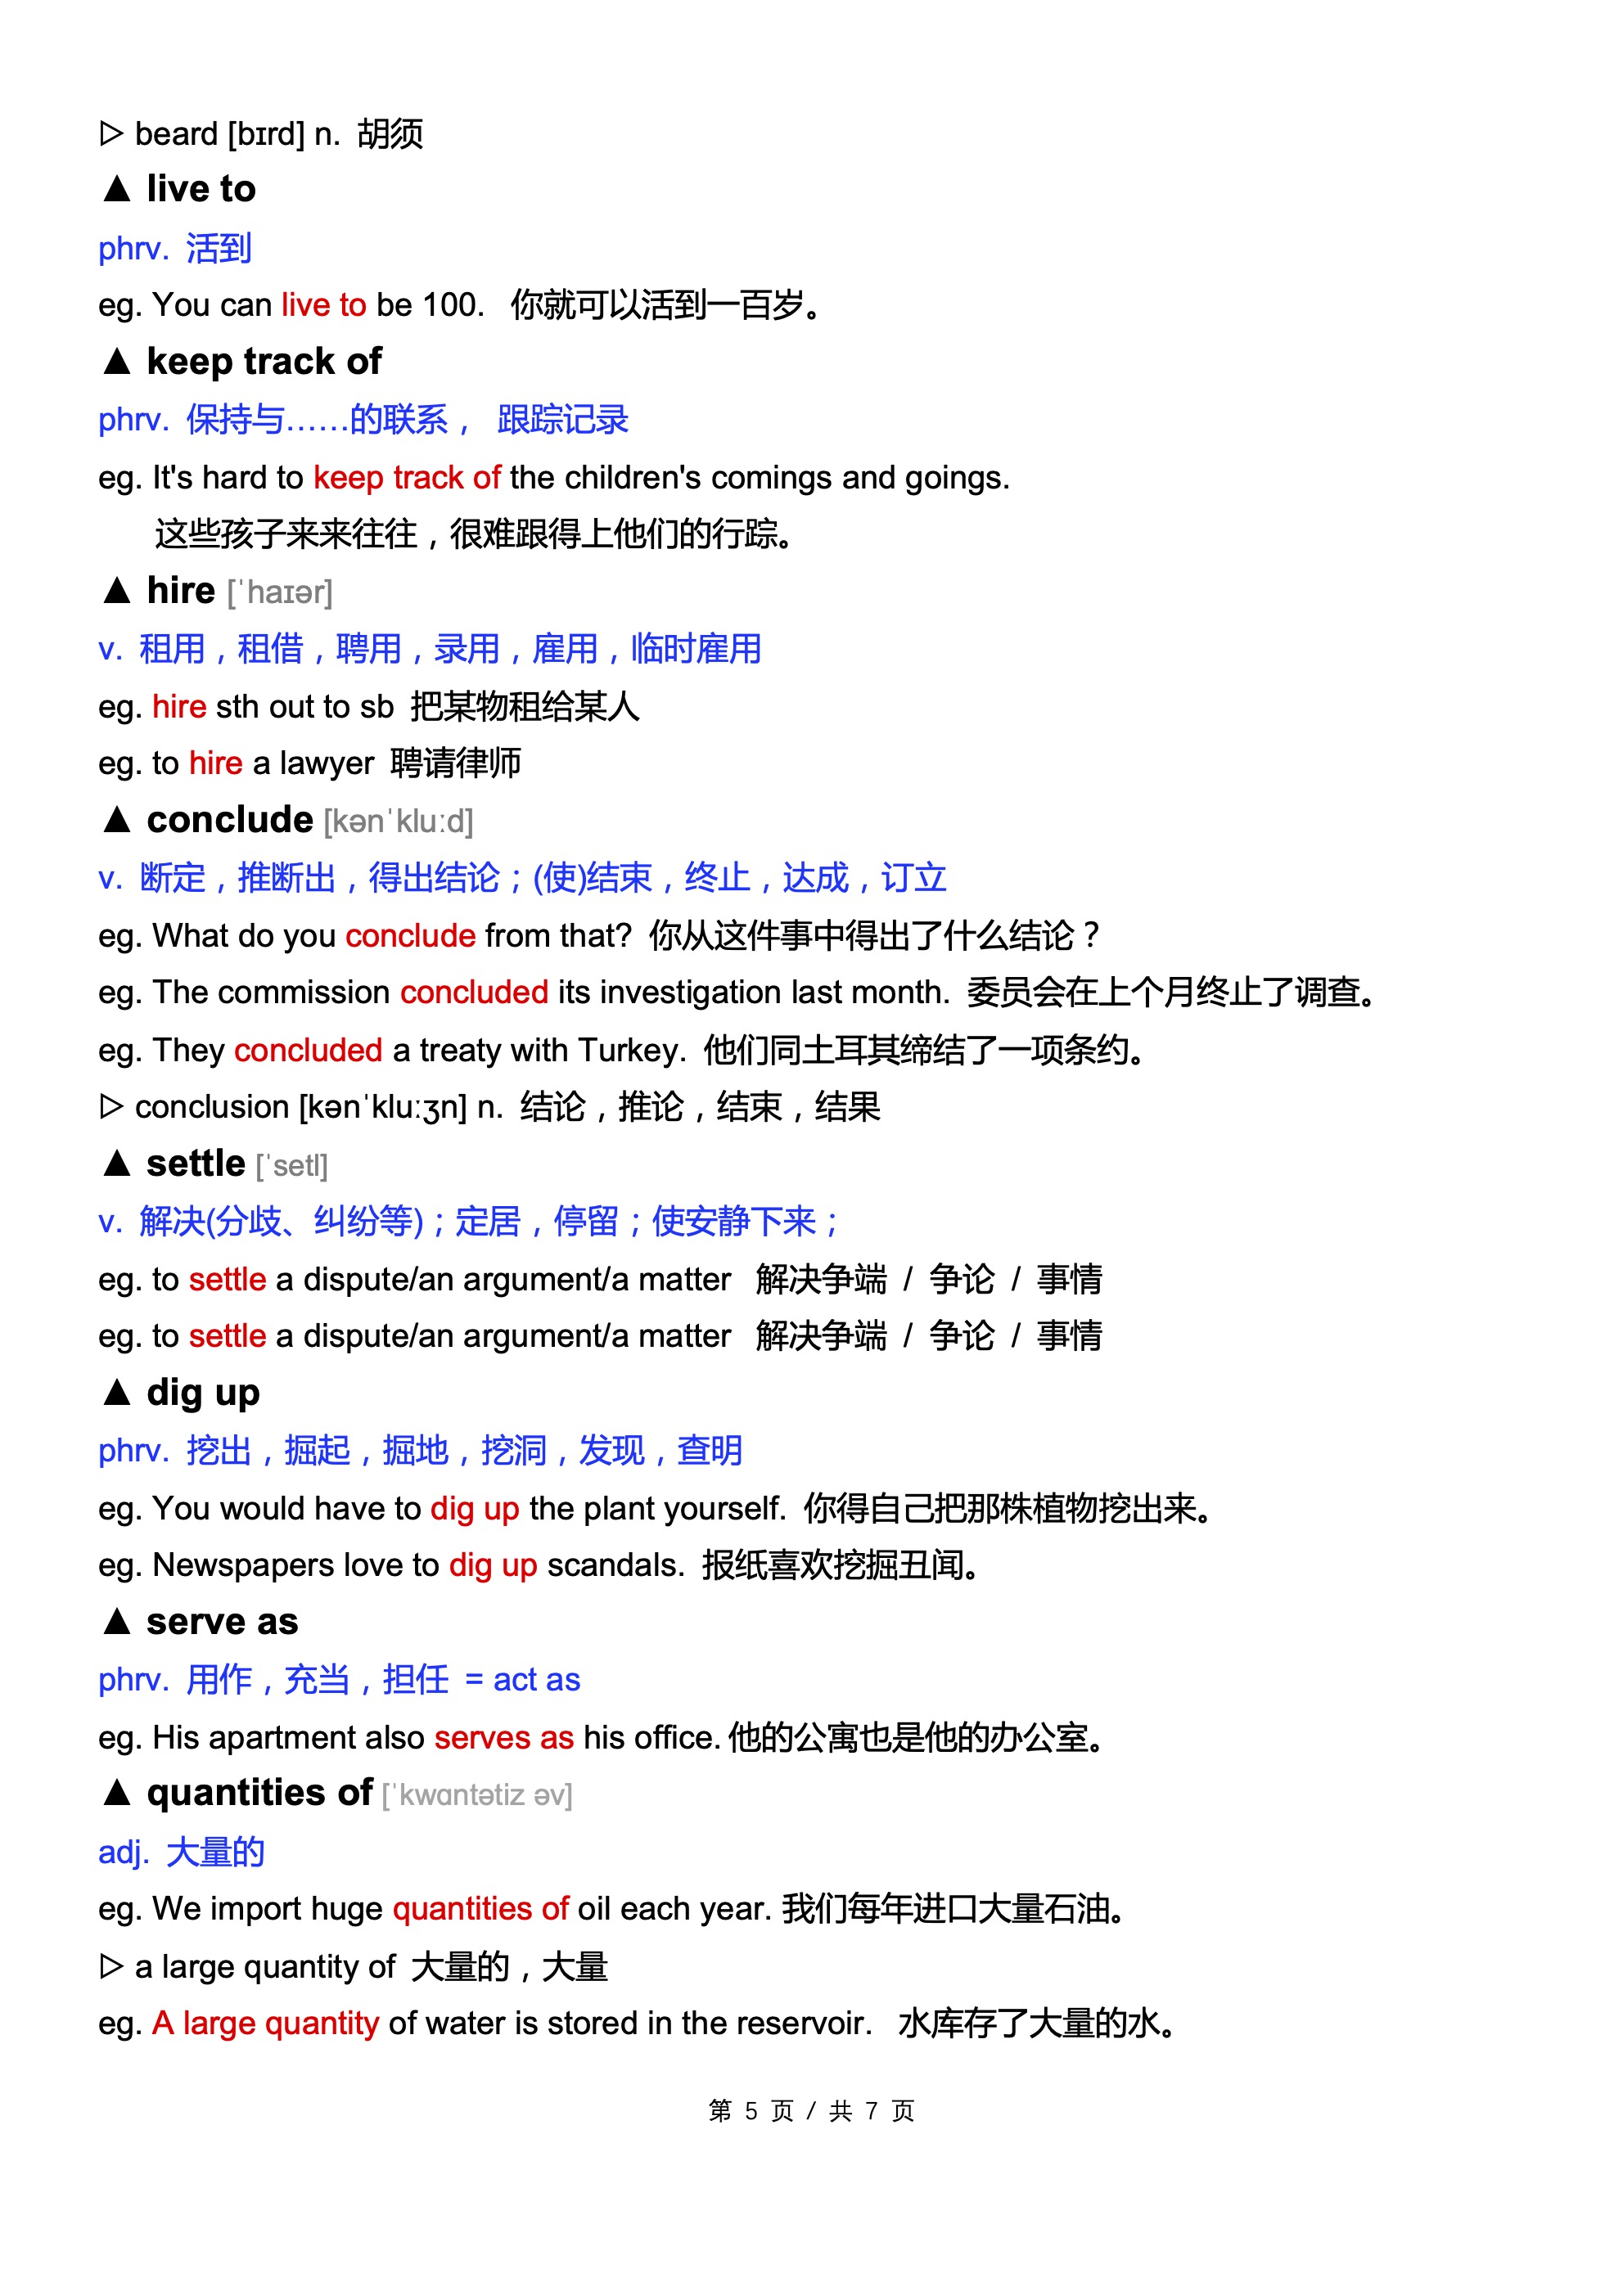 ▷ beard [bɪrd] n. 胡须
▲ live to
phrv. 活到
eg. You can live to be 100. 你就可以活到一百岁。
▲ keep track of
phrv. 保持与……的联系， 跟踪记录
eg. It's hard to keep track of the children's comings and goings.
这些孩子来来往往，很难跟得上他们的行踪。
▲ hire [ˈhaɪər]
v. 租用，租借，聘用，录用，雇用，临时雇用
eg. hire sth out to sb 把某物租给某人
eg. to hire a lawyer 聘请律师
▲ conclude [kənˈkluːd]
v. 断定，推断出，得出结论；(使)结束，终止，达成，订立
eg. What do you conclude from that? 你从这件事中得出了什么结论？
eg. The commission concluded its investigation last month. 委员会在上个月终止了调查。
eg. They concluded a treaty with Turkey. 他们同土耳其缔结了一项条约。
▷ conclusion [kənˈkluːʒn] n. 结论，推论，结束，结果
▲ settle [ˈsetl]
v. 解决(分歧、纠纷等)；定居，停留；使安静下来；
eg. to settle a dispute/an argument/a matter 解决争端 / 争论 / 事情
eg. to settle a dispute/an argument/a matter 解决争端 / 争论 / 事情
▲ dig up
phrv. 挖出，掘起，掘地，挖洞，发现，查明
eg. You would have to dig up the plant yourself. 你得自己把那株植物挖出来。
eg. Newspapers love to dig up scandals. 报纸喜欢挖掘丑闻。
▲ serve as
phrv. 用作，充当，担任 = act as
eg. His apartment also serves as his office. 他的公寓也是他的办公室。
▲ quantities of [ˈkwɑntətiz əv]
adj. 大量的
eg. We import huge quantities of oil each year. 我们每年进口大量石油。
▷ a large quantity of 大量的，大量
eg. A large quantity of water is stored in the reservoir. 水库存了大量的水。
第 5 页 / 共 7 页